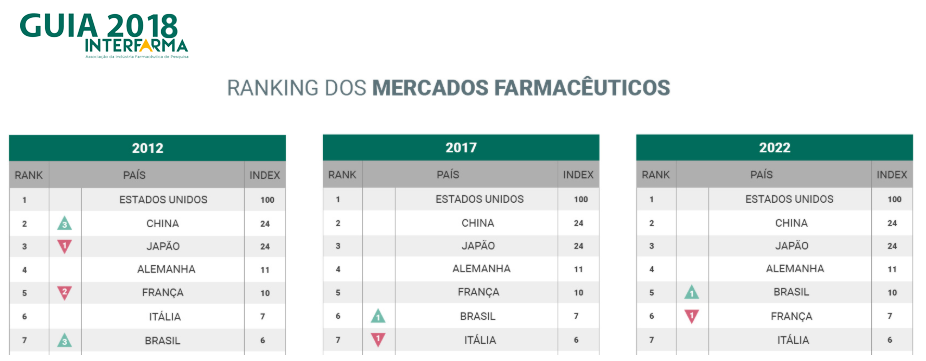 GUIA 2018
INTERFARMA
Associação da Indústria Farmacêutica de Pesquisa
RANKING DOS MERCADOS FARMACÊUTICOS
2012
RANK PAÍS INDEX
1 ESTADOS UNIDOS 100
2 3 CHINA 24
3 1 JAPÃO 24
4 ALEMANHA 11
5 2 FRANÇA 10
6 ITÁLIA 7
7 3 BRASIL 6
2017
RANK PAÍS INDEX
1 ESTADOS UNIDOS 100
2 CHINA 24
3 JAPÃO 24
4 ALEMANHA 11
5 FRANÇA 10
6 1 BRASIL 7
7 1 ITÁLIA 6
2022
RANK PAÍS INDEX
1 ESTADOS UNIDOS 100
2 CHINA 24
3 JAPÃO 24
4 ALEMANHA 11
5 1 BRASIL 10
6 1 FRANÇA 7
7 ITÁLIA 6